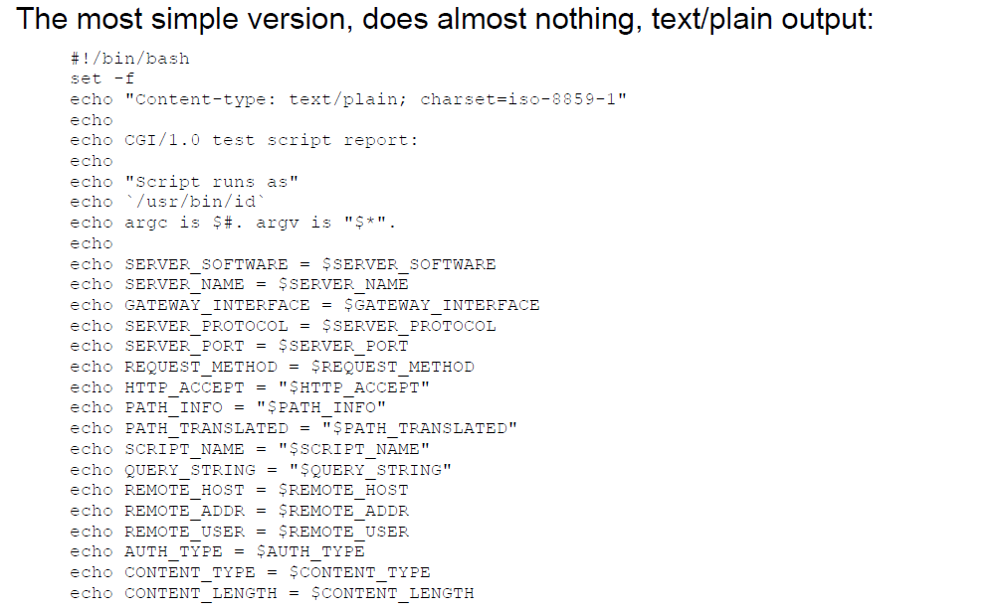 The most simple version, does almost nothing, text/plain output:
#!/bin/bash
set -f
echo "Content-type: text/plain; charset=iso-8859-1"
echo
echo CGI/1.0 test script report:
echo
echo "Script runs as"
echo `/usr/bin/id`
echo argc is $#. argv is "$*".
echo
echo SERVER_SOFTWARE = $SERVER_SOFTWARE
echo SERVER_NAME = $SERVER_NAME
echo GATEWAY_INTERFACE = $GATEWAY_INTERFACE
echo SERVER_PROTOCOL = $SERVER_PROTOCOL
echo SERVER_PORT = $SERVER_PORT
echo REQUEST_METHOD = $REQUEST_METHOD
echo HTTP_ACCEPT = "$HTTP_ACCEPT"
echo PATH_INFO = "$PATH_INFO"
echo PATH_TRANSLATED = "$PATH_TRANSLATED"
echo SCRIPT_NAME = "$SCRIPT_NAME"
echo QUERY_STRING = "$QUERY_STRING"
echo REMOTE_HOST = $REMOTE_HOST
echo REMOTE_ADDR = $REMOTE_ADDR
echo REMOTE_USER = $REMOTE_USER
echo AUTH_TYPE = $AUTH_TYPE
echo CONTENT_TYPE = $CONTENT_TYPE
echo CONTENT_LENGTH = $CONTENT_LENGTH